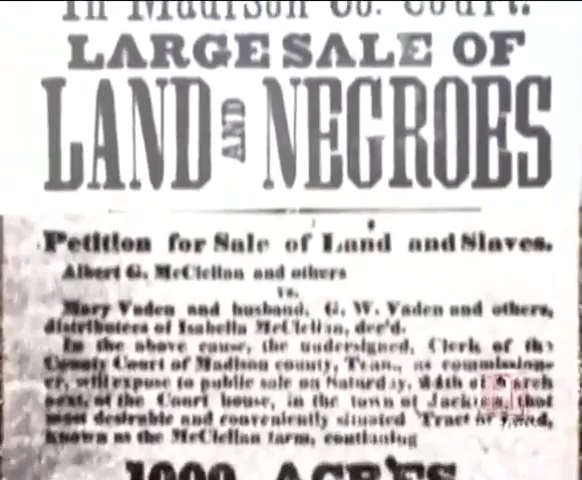 In Madison Co. Court.
LARGE SALE OF
LAND AND NEGROES
Petition for Sale of Land and Slaves.
Albert G. McClellan and others
vs.
Mary Vaden and husband, G. W. Vaden and others,
distributees of Isabella McClellan, dec'd.
In the above cause, the undersigned, Clerk of the
County Court of Madison county, Tenn., as commission-
er, will expose to public sale on Saturday, of March
next, at the Court house, in the town of Jackson, that
most desirable and conveniently situated Tract of Land,
known as the McClellan farm, containing
1000 ACRES